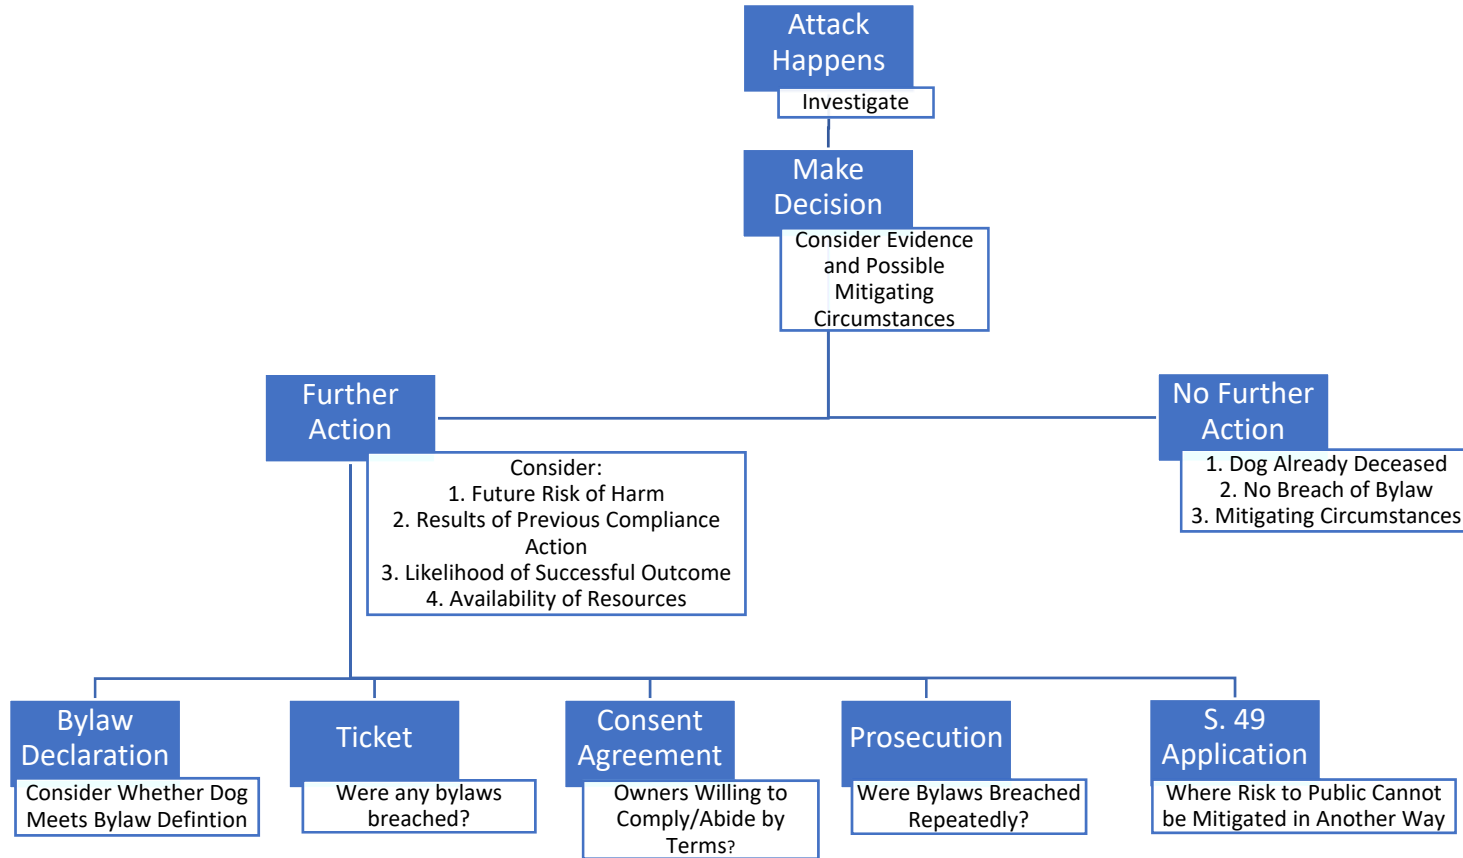 Attack
Happens
Investigate
Make
Decision
Consider Evidence
and Possible
Mitigating
Circumstances
Further
Action
Consider:
1. Future Risk of Harm
2. Results of Previous Compliance
Action
3. Likelihood of Successful Outcome
4. Availability of Resources
No Further
Action
1. Dog Already Deceased
2. No Breach of Bylaw
3. Mitigating Circumstances
Bylaw
Declaration
Consider Whether Dog
Meets Bylaw Defintion
Ticket
Were any bylaws
breached?
Consent
Agreement
Owners Willing to
Comply/Abide by
Terms?
Prosecution
Were Bylaws Breached
Repeatedly?
S. 49
Application
Where Risk to Public Cannot
be Mitigated in Another Way